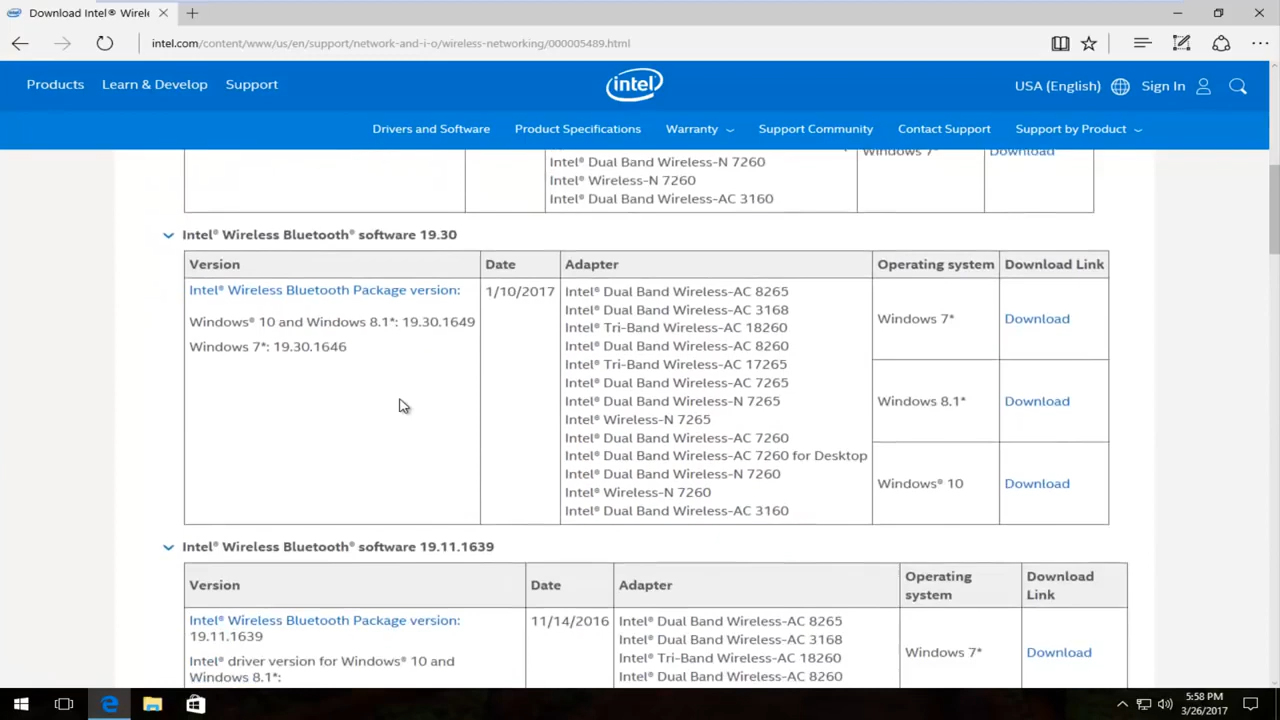 Download Intel® Wirele
intel.com/content/www/us/en/support/network-and-i-o/wireless-networking/000005489.html
Products Learn & Develop Support
intel
USA (English) Sign In
Drivers and Software Product Specifications Warranty Support Community Contact Support Support by Product
Intel® Dual Band Wireless-N 7260
Intel® Wireless-N 7260
Intel® Dual Band Wireless-AC 3160
Windows 7*
Download
Intel® Wireless Bluetooth® software 19.30
Version Date Adapter Operating system Download Link
Intel® Wireless Bluetooth Package version:
Windows® 10 and Windows 8.1*: 19.30.1649
Windows 7*: 19.30.1646
1/10/2017
Intel® Dual Band Wireless-AC 8265
Intel® Dual Band Wireless-AC 3168
Intel® Tri-Band Wireless-AC 18260
Intel® Dual Band Wireless-AC 8260
Intel® Tri-Band Wireless-AC 17265
Intel® Dual Band Wireless-AC 7265
Intel® Dual Band Wireless-N 7265
Intel® Wireless-N 7265
Intel® Dual Band Wireless-AC 7260
Intel® Dual Band Wireless-AC 7260 for Desktop
Intel® Dual Band Wireless-N 7260
Intel® Wireless-N 7260
Intel® Dual Band Wireless-AC 3160
Windows 7* Download
Windows 8.1* Download
Windows® 10 Download
Intel® Wireless Bluetooth® software 19.11.1639
Version Date Adapter Operating
system Download
Link
Intel® Wireless Bluetooth Package version:
19.11.1639
Intel® driver version for Windows® 10 and
Windows 8.1*:
11/14/2016
Intel® Dual Band Wireless-AC 8265
Intel® Dual Band Wireless-AC 3168
Intel® Tri-Band Wireless-AC 18260
Intel® Dual Band Wireless-AC 8260
Windows 7* Download
5:58 PM
3/26/2017